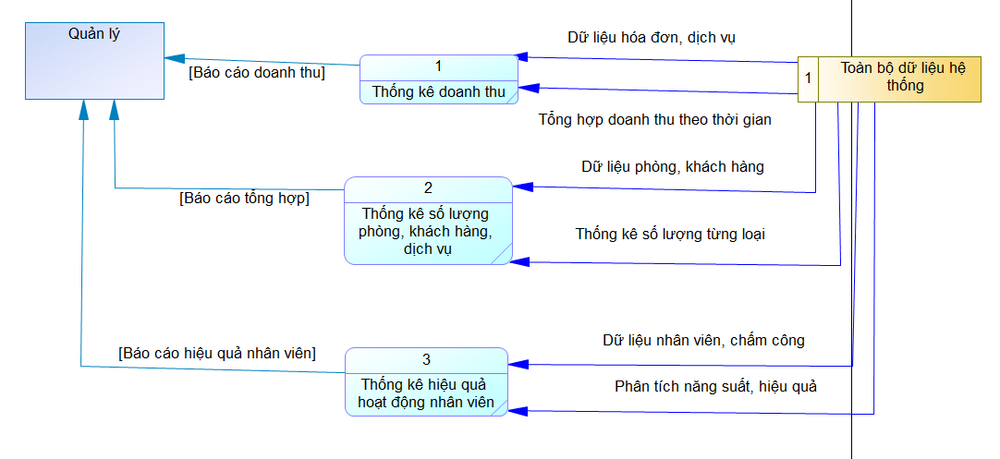 Quản lý
[Báo cáo doanh thu]
1
Thống kê doanh thu
Dữ liệu hóa đơn, dịch vụ
1
Toàn bộ dữ liệu hệ
thống
Tổng hợp doanh thu theo thời gian
Dữ liệu phòng, khách hàng
[Báo cáo tổng hợp]
2
Thống kê số lượng
phòng, khách hàng,
dịch vụ
Thống kê số lượng từng loại
Dữ liệu nhân viên, chấm công
[Báo cáo hiệu quả nhân viên]
3
Thống kê hiệu quả
hoạt động nhân viên
Phân tích năng suất, hiệu quả